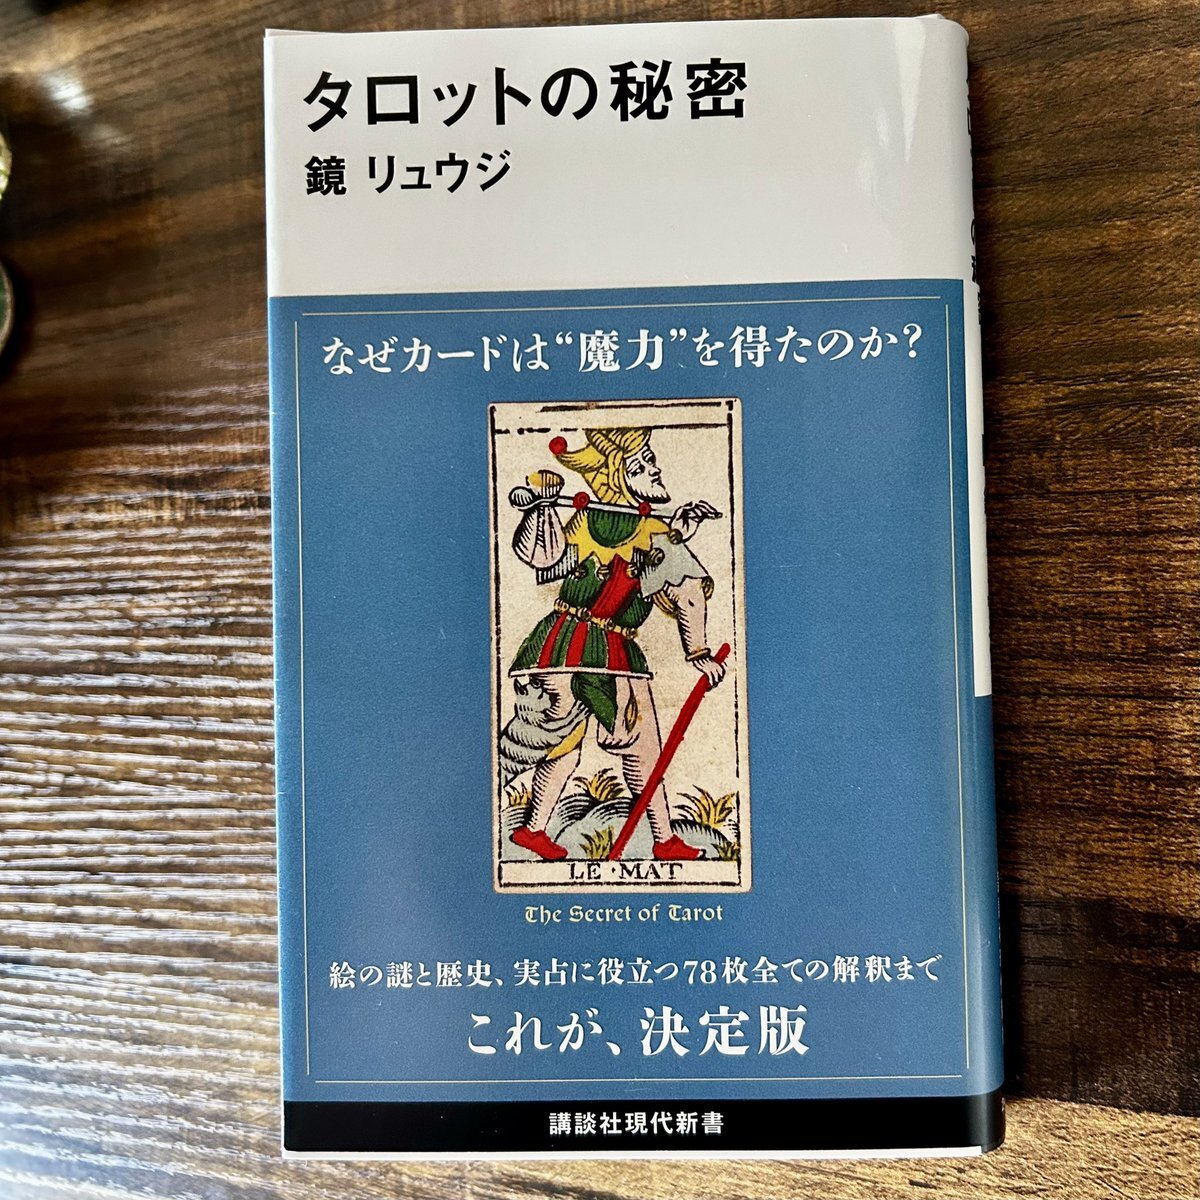 タロットの秘密
鏡 リュウジ
なぜカードは“魔力”を得たのか?
LE·MAT
The Secret of Tarot
絵の謎と歴史、実占に役立つ78枚全ての解釈まで
これが、決定版
講談社現代新書